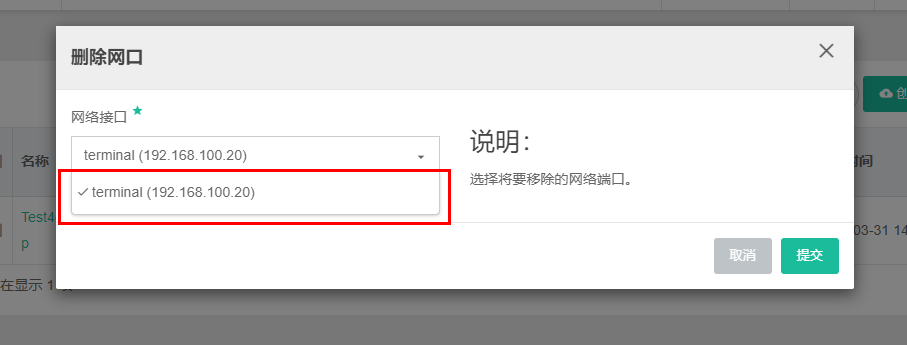 删除网口
网络接口
terminal (192.168.100.20)
terminal (192.168.100.20)
说明：
选择将要移除的网络端口。
取消
提交
创
名称
时间
Test4
p
03-31 14
在显示 1